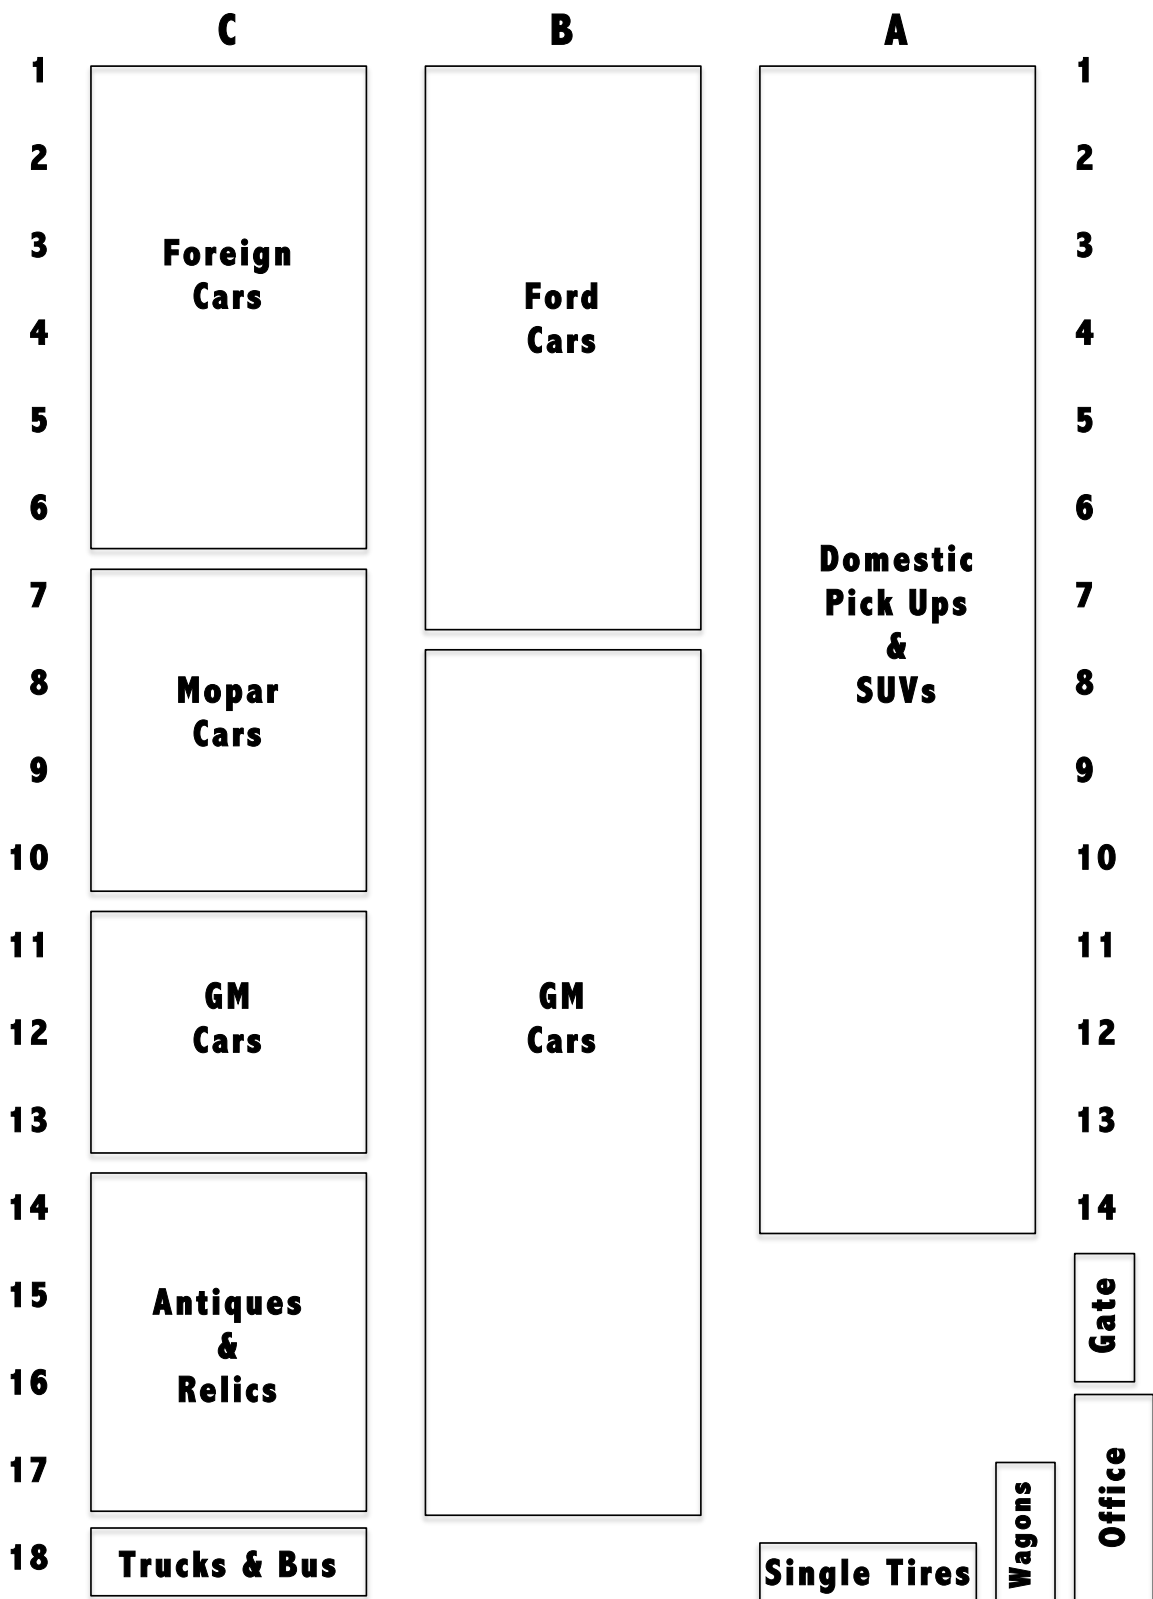 C B A
1 1
2 2
3 3
Foreign
Cars
Ford
Cars
4 4
5 5
6 6
Domestic
Pick Ups
&
SUVs
7 7
8 8
Mopar
Cars
9 9
10 10
11 11
GM
Cars
GM
Cars
12 12
13 13
14 14
Gate
15
Antiques
&
Relics
16
17
Office
Wagons
18
Trucks & Bus
Single Tires